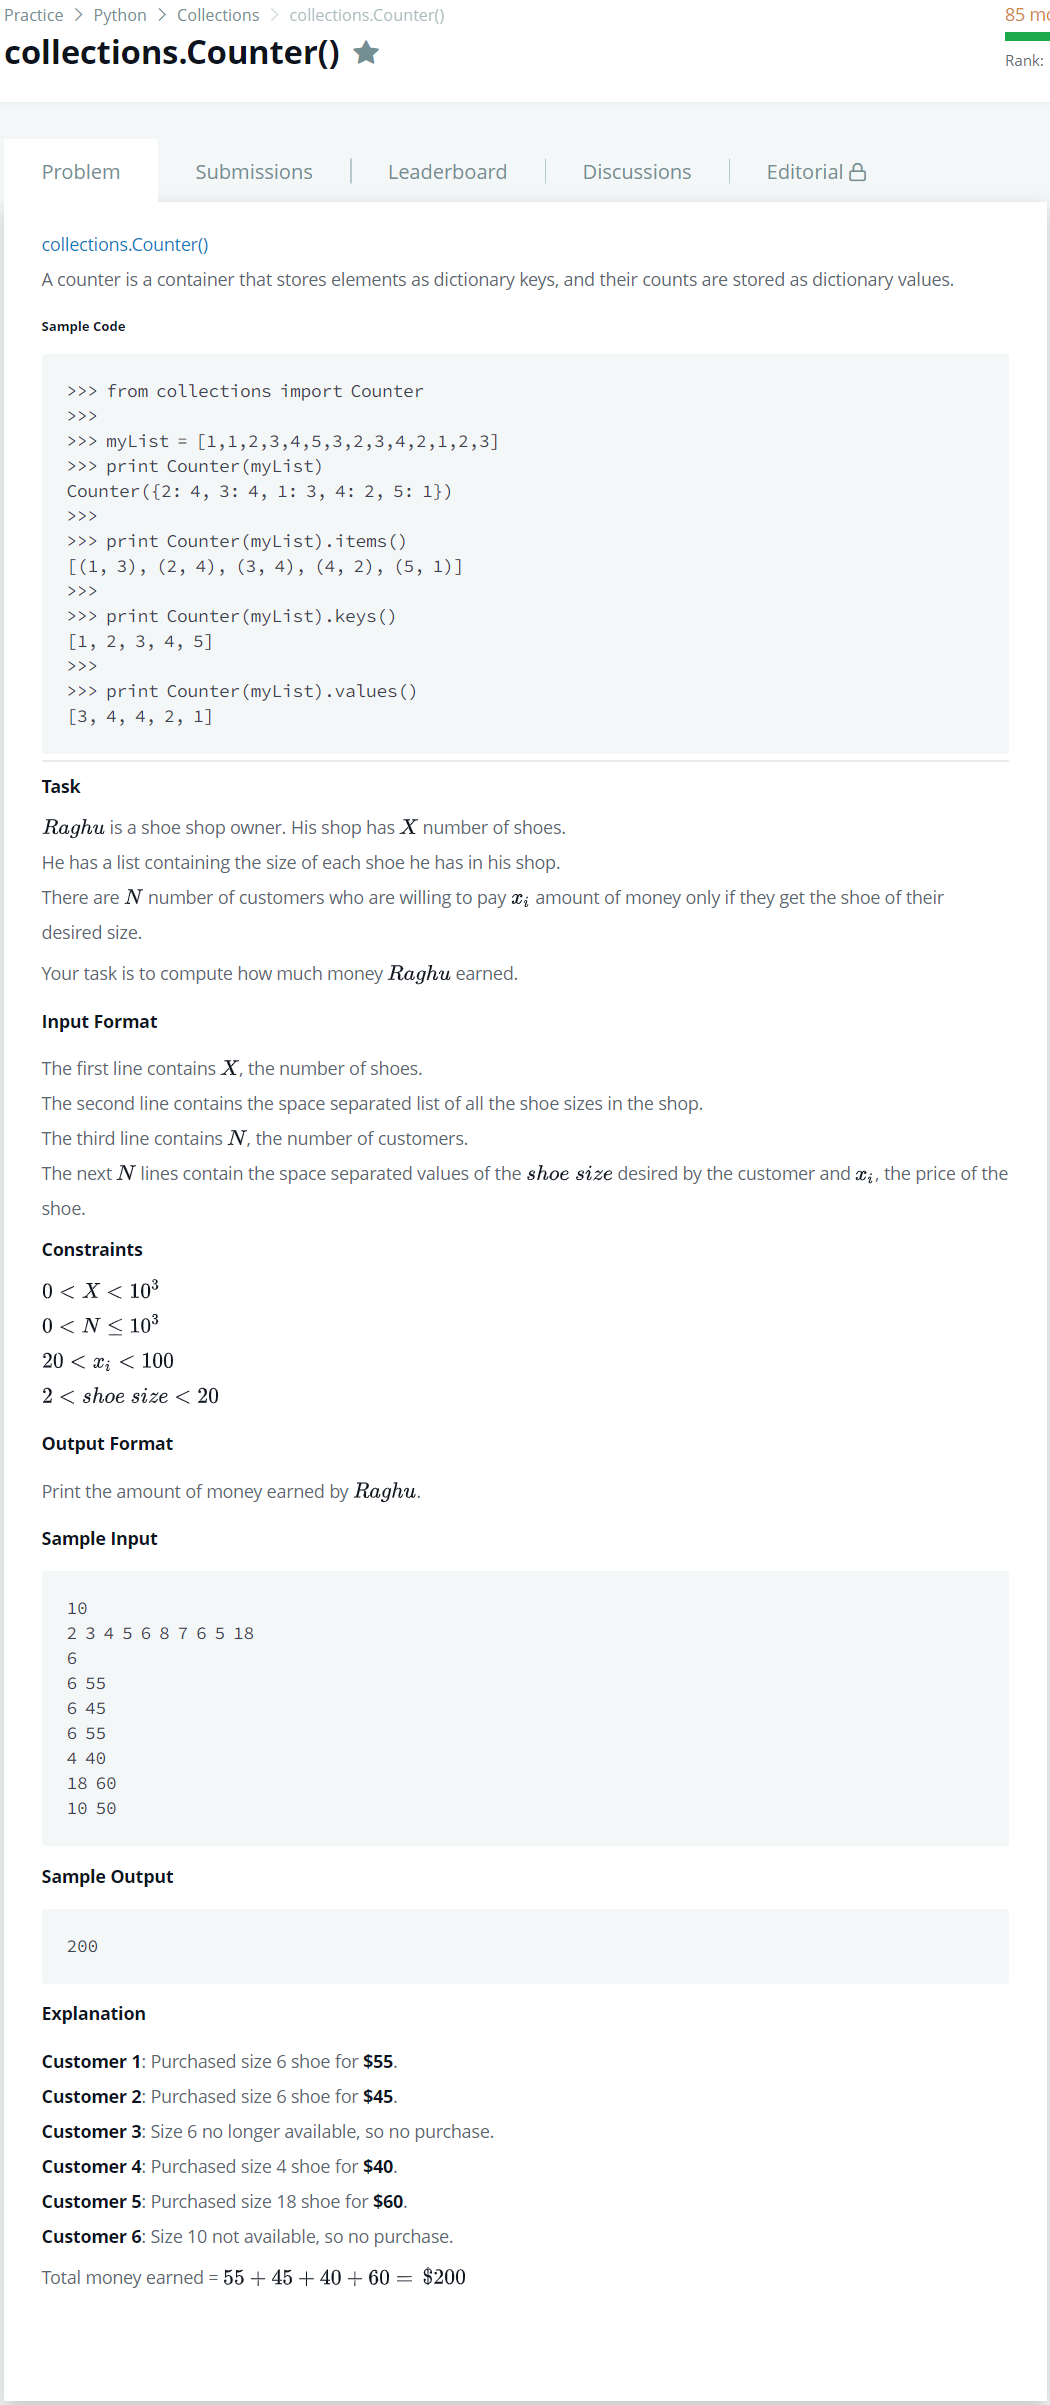 Practice > Python > Collections > collections.Counter()
85 mo
collections.Counter() ★
Rank:
Problem
Submissions | Leaderboard | Discussions | Editorial
collections.Counter()
A counter is a container that stores elements as dictionary keys, and their counts are stored as dictionary values.
Sample Code
>>> from collections import Counter
>>>
>>> myList = [1,1,2,3,4,5,3,2,3,4,2,1,2,3]
>>> print Counter(myList)
Counter({2: 4, 3: 4, 1: 3, 4: 2, 5: 1})
>>>
>>> print Counter(myList).items()
[(1, 3), (2, 4), (3, 4), (4, 2), (5, 1)]
>>>
>>> print Counter(myList).keys()
[1, 2, 3, 4, 5]
>>>
>>> print Counter(myList).values()
[3, 4, 4, 2, 1]
Task
Raghu is a shoe shop owner. His shop has X number of shoes.
He has a list containing the size of each shoe he has in his shop.
There are N number of customers who are willing to pay xᵢ amount of money only if they get the shoe of their
desired size.
Your task is to compute how much money Raghu earned.
Input Format
The first line contains X, the number of shoes.
The second line contains the space separated list of all the shoe sizes in the shop.
The third line contains N, the number of customers.
The next N lines contain the space separated values of the shoe size desired by the customer and xᵢ, the price of the
shoe.
Constraints
0 < X < 10³
0 < N ≤ 10³
20 < xᵢ < 100
2 < shoe size < 20
Output Format
Print the amount of money earned by Raghu.
Sample Input
10
2 3 4 5 6 8 7 6 5 18
6
6 55
6 45
6 55
4 40
18 60
10 50
Sample Output
200
Explanation
Customer 1: Purchased size 6 shoe for $55.
Customer 2: Purchased size 6 shoe for $45.
Customer 3: Size 6 no longer available, so no purchase.
Customer 4: Purchased size 4 shoe for $40.
Customer 5: Purchased size 18 shoe for $60.
Customer 6: Size 10 not available, so no purchase.
Total money earned = 55 + 45 + 40 + 60 = $200